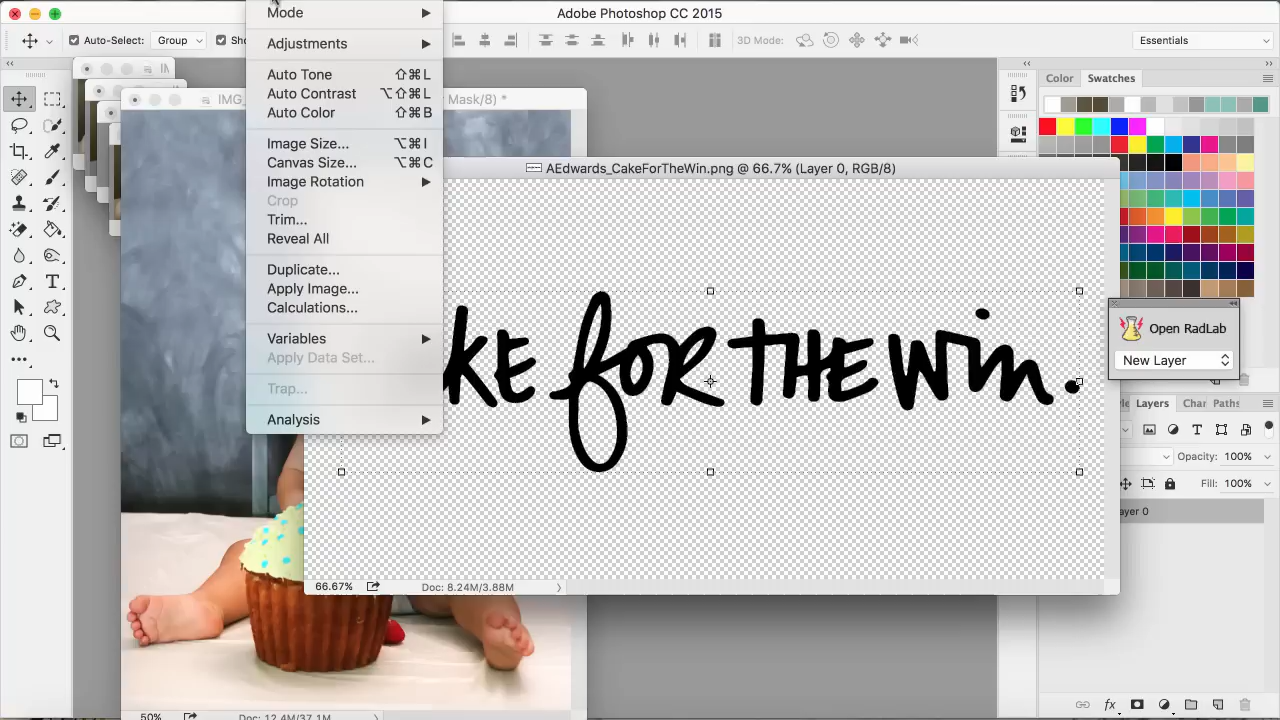 Adobe Photoshop CC 2015
Auto-Select:
Group
3D Mode:
Essentials
Mode
Adjustments
Auto Tone ⇧⌘L
Auto Contrast ⌥⇧⌘L
Auto Color ⇧⌘B
Image Size... ⌥⌘I
Canvas Size... ⌥⌘C
Image Rotation
Crop
Trim...
Reveal All
Duplicate...
Apply Image...
Calculations...
Variables
Apply Data Set...
Trap...
Analysis
Mask/8) *
AEdwards_CakeForTheWin.png @ 66.7% (Layer 0, RGB/8)
KE foR THE Win.
66.67%
Doc: 8.24M/3.88M
50%
Doc: 12.4M/37.1M
Color
Swatches
Open RadLab
New Layer
Layers
Paths
Opacity: 100%
Fill: 100%
ayer 0
fx